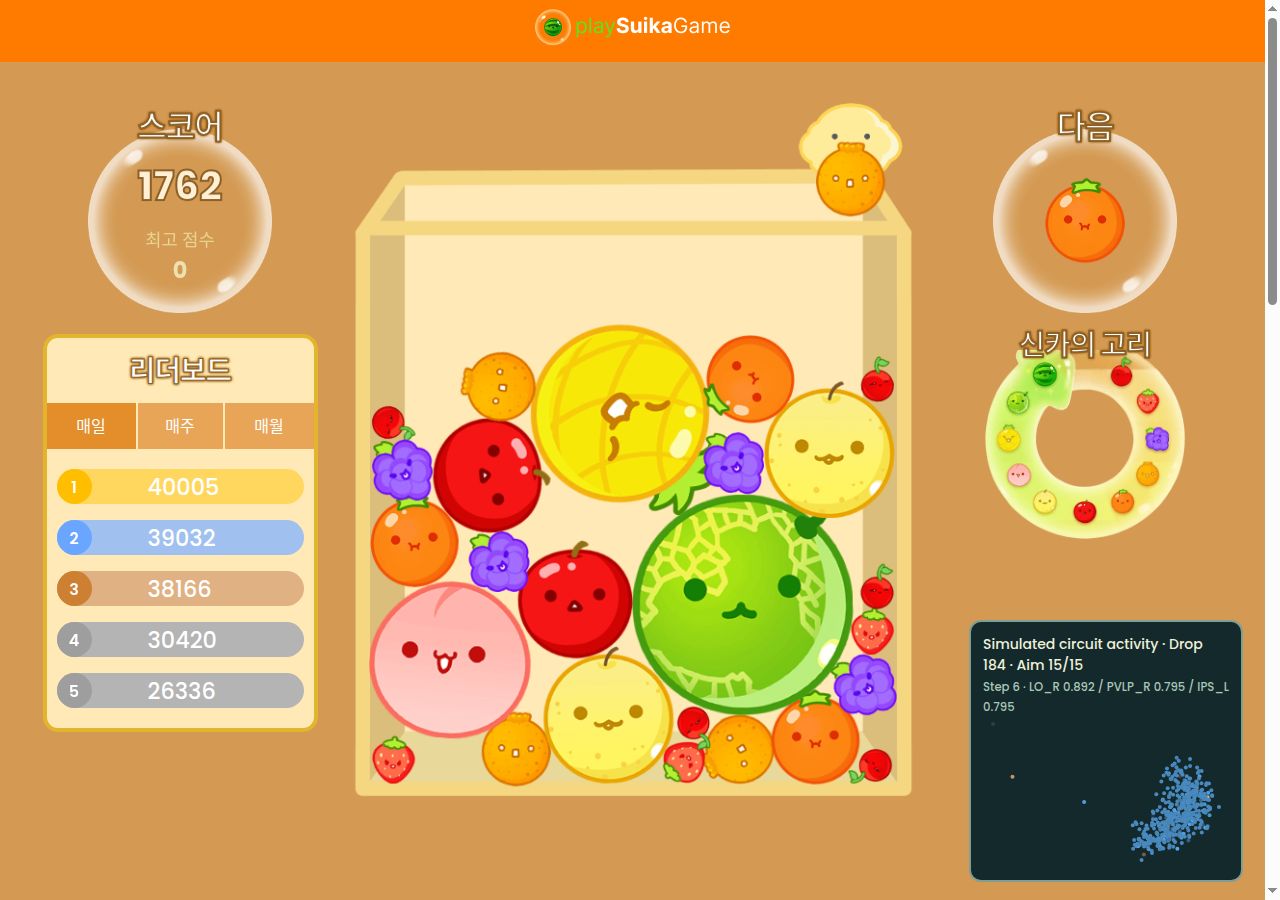 playSuikaGame
스코어
1762
최고 점수
0
리더보드
매일 매주 매월
1 40005
2 39032
3 38166
4 30420
5 26336
다음
신카의 고리
Simulated circuit activity · Drop
184 · Aim 15/15
Step 6 · LO_R 0.892 / PVLP_R 0.795 / IPS_L
0.795